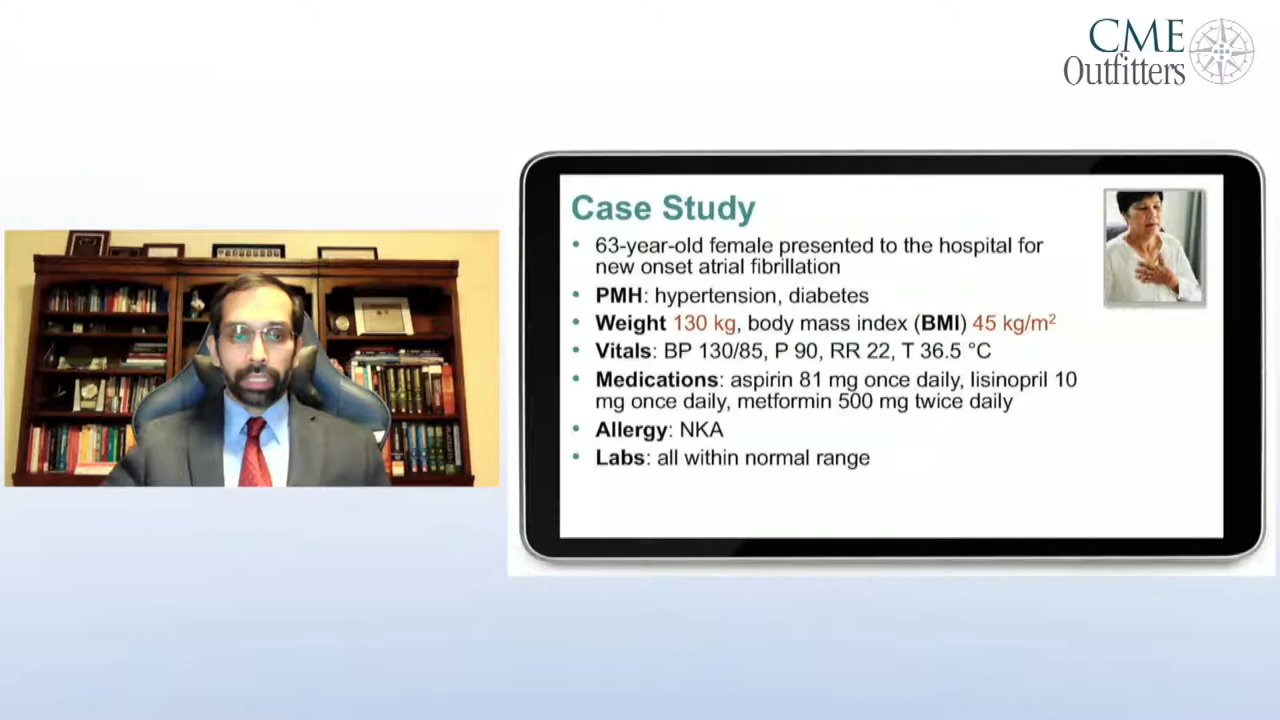 CME
Outfitters
Case Study
• 63-year-old female presented to the hospital for
new onset atrial fibrillation
• PMH: hypertension, diabetes
• Weight 130 kg, body mass index (BMI) 45 kg/m²
• Vitals: BP 130/85, P 90, RR 22, T 36.5 °C
• Medications: aspirin 81 mg once daily, lisinopril 10
mg once daily, metformin 500 mg twice daily
• Allergy: NKA
• Labs: all within normal range